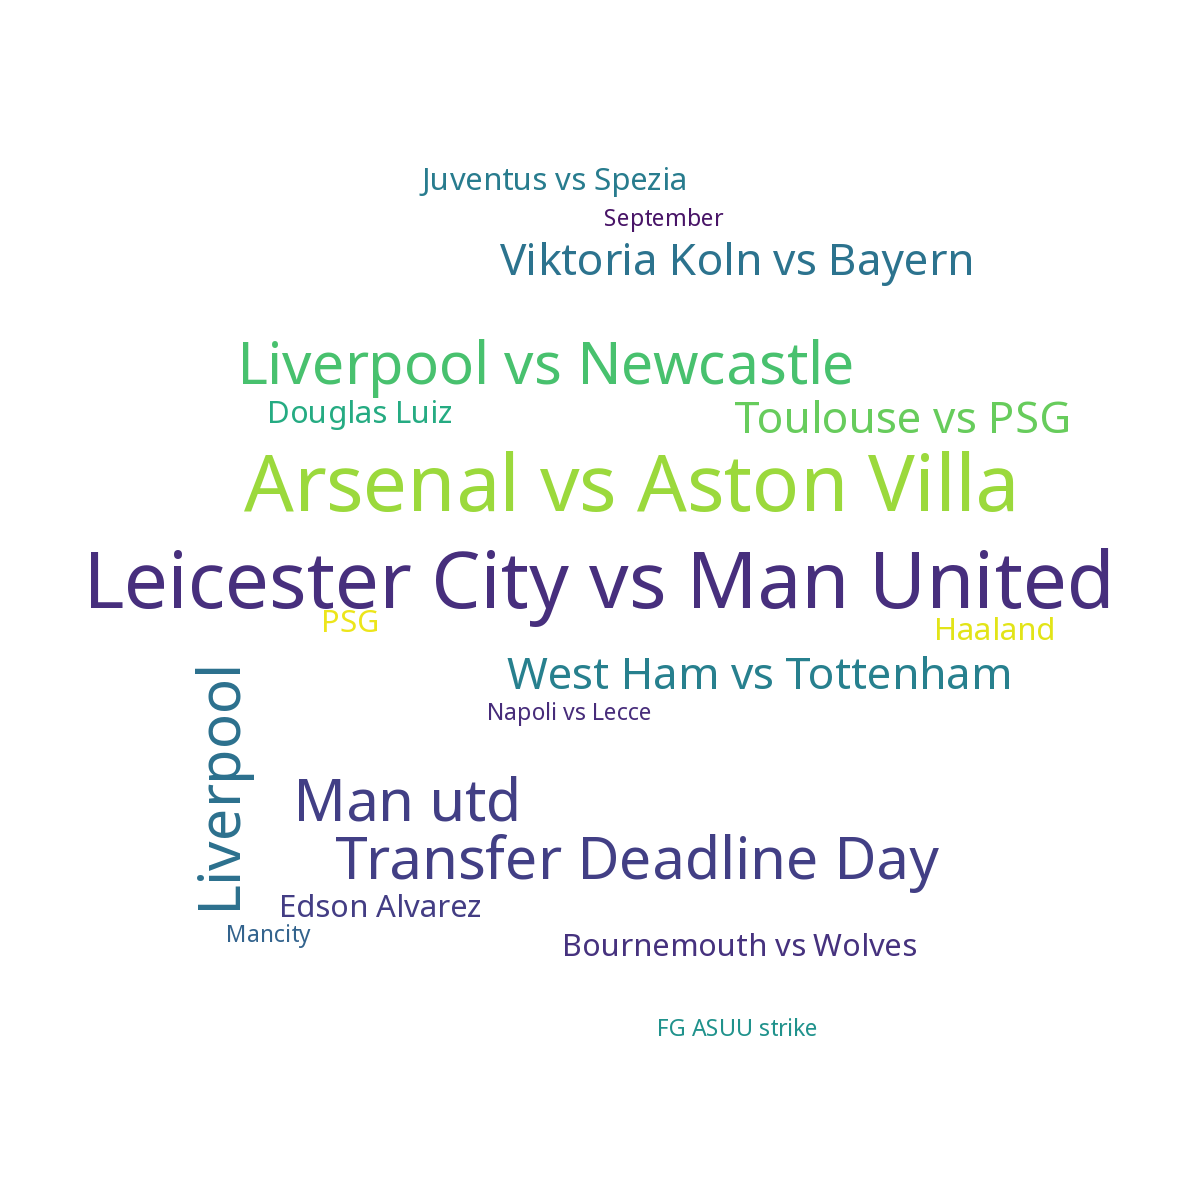 Juventus vs Spezia
September
Viktoria Koln vs Bayern
Liverpool vs Newcastle
Douglas Luiz
Toulouse vs PSG
Arsenal vs Aston Villa
Leicester City vs Man United
PSG
Haaland
West Ham vs Tottenham
Liverpool
Napoli vs Lecce
Man utd
Transfer Deadline Day
Edson Alvarez
Mancity
Bournemouth vs Wolves
FG ASUU strike